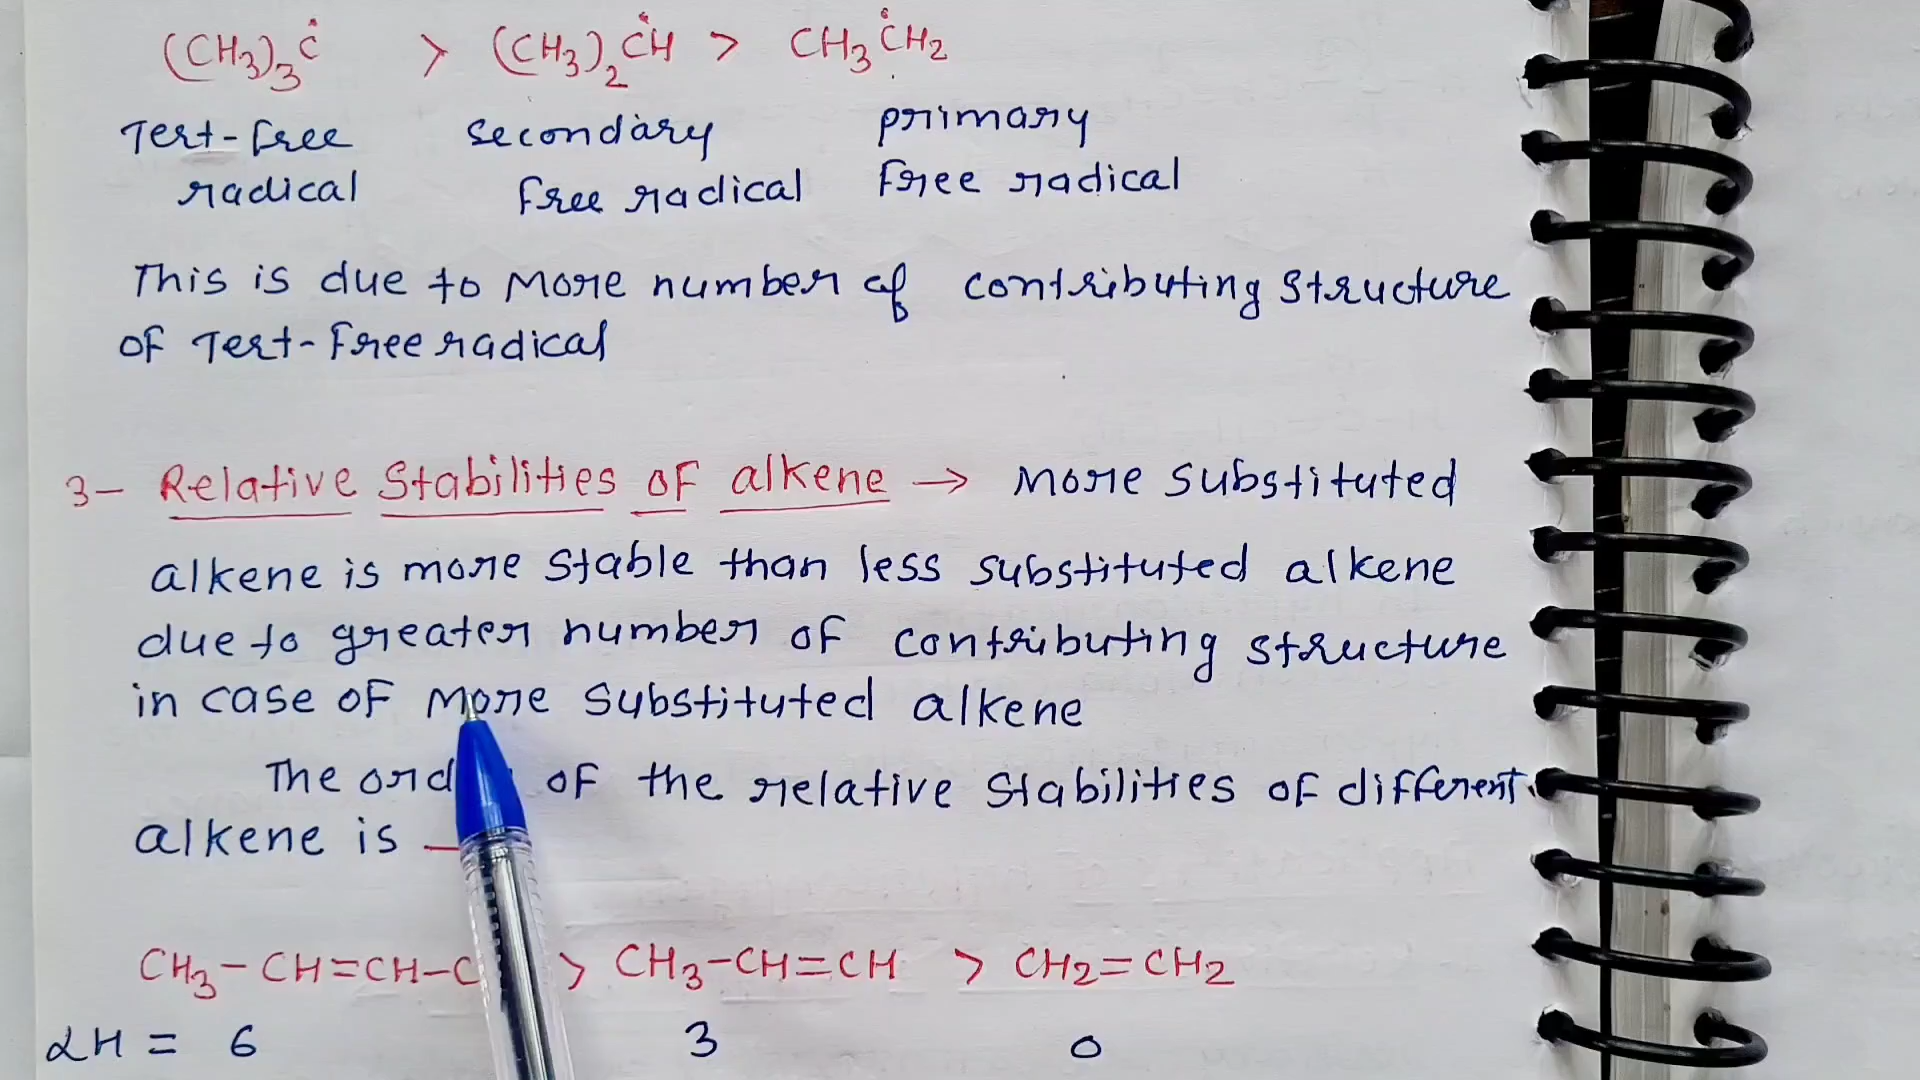 (CH3)3Ċ > (CH3)2ĊH > CH3ĊH2
Tert-free secondary primary
radical free radical free radical
This is due to more number of contributing structure
of Tert-free radical
3- Relative Stabilities of alkene → more substituted
alkene is more stable than less substituted alkene
due to greater number of contributing structure
in case of more substituted alkene
The of the relative stabilities of different
alkene is
CH3-CH=CH-C > CH3-CH=CH > CH2=CH2
αH = 6 3 0